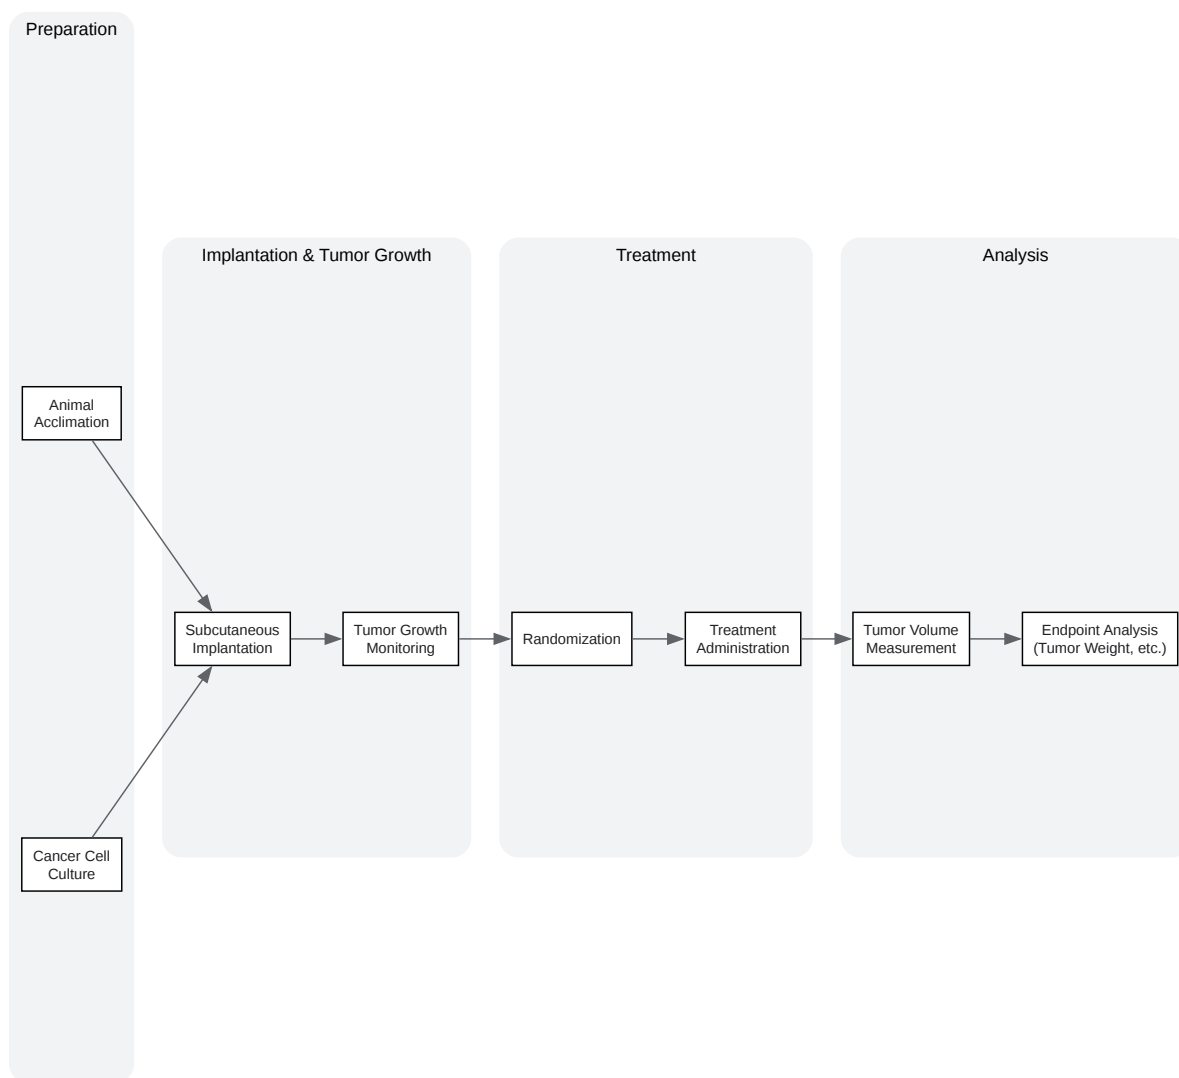 Preparation
Implantation & Tumor Growth
Treatment
Analysis
Animal
Acclimation
Subcutaneous
Implantation
Tumor Growth
Monitoring
Randomization
Treatment
Administration
Tumor Volume
Measurement
Endpoint Analysis
(Tumor Weight, etc.)
Cancer Cell
Culture